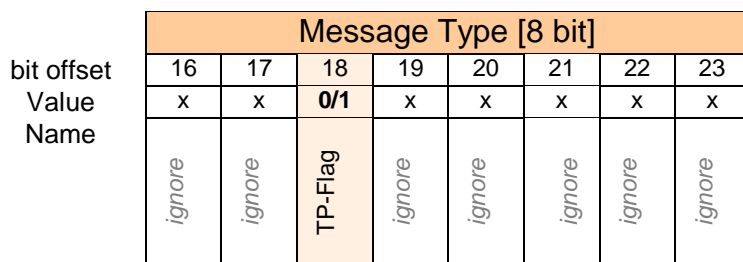 Message Type [8 bit]
bit offset 16 17 18 19 20 21 22 23
Value x x 0/1 x x x x x
Name ignore ignore TP-Flag ignore ignore ignore ignore ignore